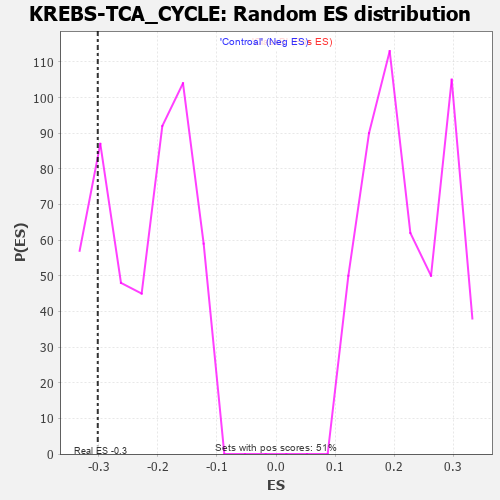 KREBS-TCA_CYCLE: Random ES distribution
'Controal' (Neg ES)s ES)
110
100
90
80
70
60
50
40
30
20
10
0
P(ES)
Real ES -0.3
Sets with pos scores: 51%
-0.3 -0.2 -0.1 0.0 0.1 0.2 0.3
ES